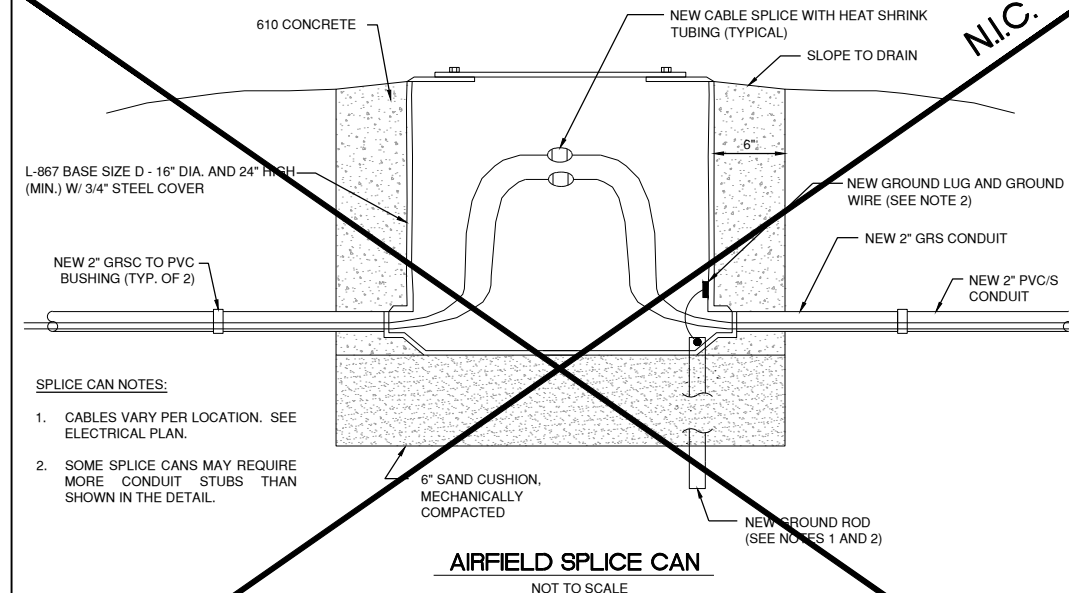 610 CONCRETE
NEW CABLE SPLICE WITH HEAT SHRINK
TUBING (TYPICAL)
N.I.C.
SLOPE TO DRAIN
6"
L-867 BASE SIZE D - 16" DIA. AND 24" HIGH
(MIN.) W/ 3/4" STEEL COVER
NEW GROUND LUG AND GROUND
WIRE (SEE NOTE 2)
NEW 2" GRS CONDUIT
NEW 2" GRSC TO PVC
BUSHING (TYP. OF 2)
NEW 2" PVC/S
CONDUIT
SPLICE CAN NOTES:
1. CABLES VARY PER LOCATION. SEE
ELECTRICAL PLAN.
2. SOME SPLICE CANS MAY REQUIRE
MORE CONDUIT STUBS THAN
SHOWN IN THE DETAIL.
6" SAND CUSHION,
MECHANICALLY
COMPACTED
NEW GROUND ROD
(SEE NOTES 1 AND 2)
AIRFIELD SPLICE CAN
NOT TO SCALE